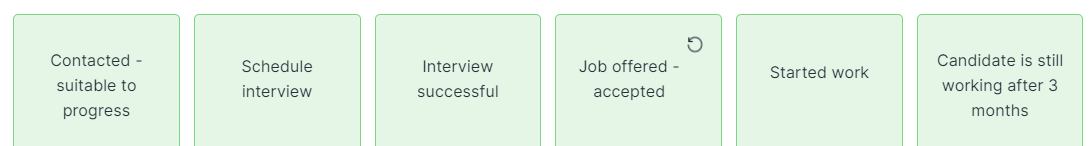 Contacted -
suitable to
progress
Schedule
interview
Interview
successful
Job offered -
accepted
Started work
Candidate is still
working after 3
months